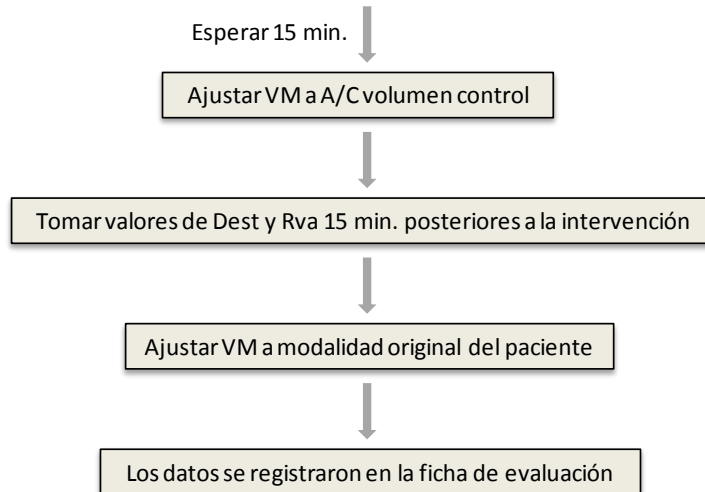 Esperar 15 min.
Ajustar VM a A/C volumen control
Tomar valores de Dest y Rva 15 min. posteriores a la intervención
Ajustar VM a modalidad original del paciente
Los datos se registraron en la ficha de evaluación